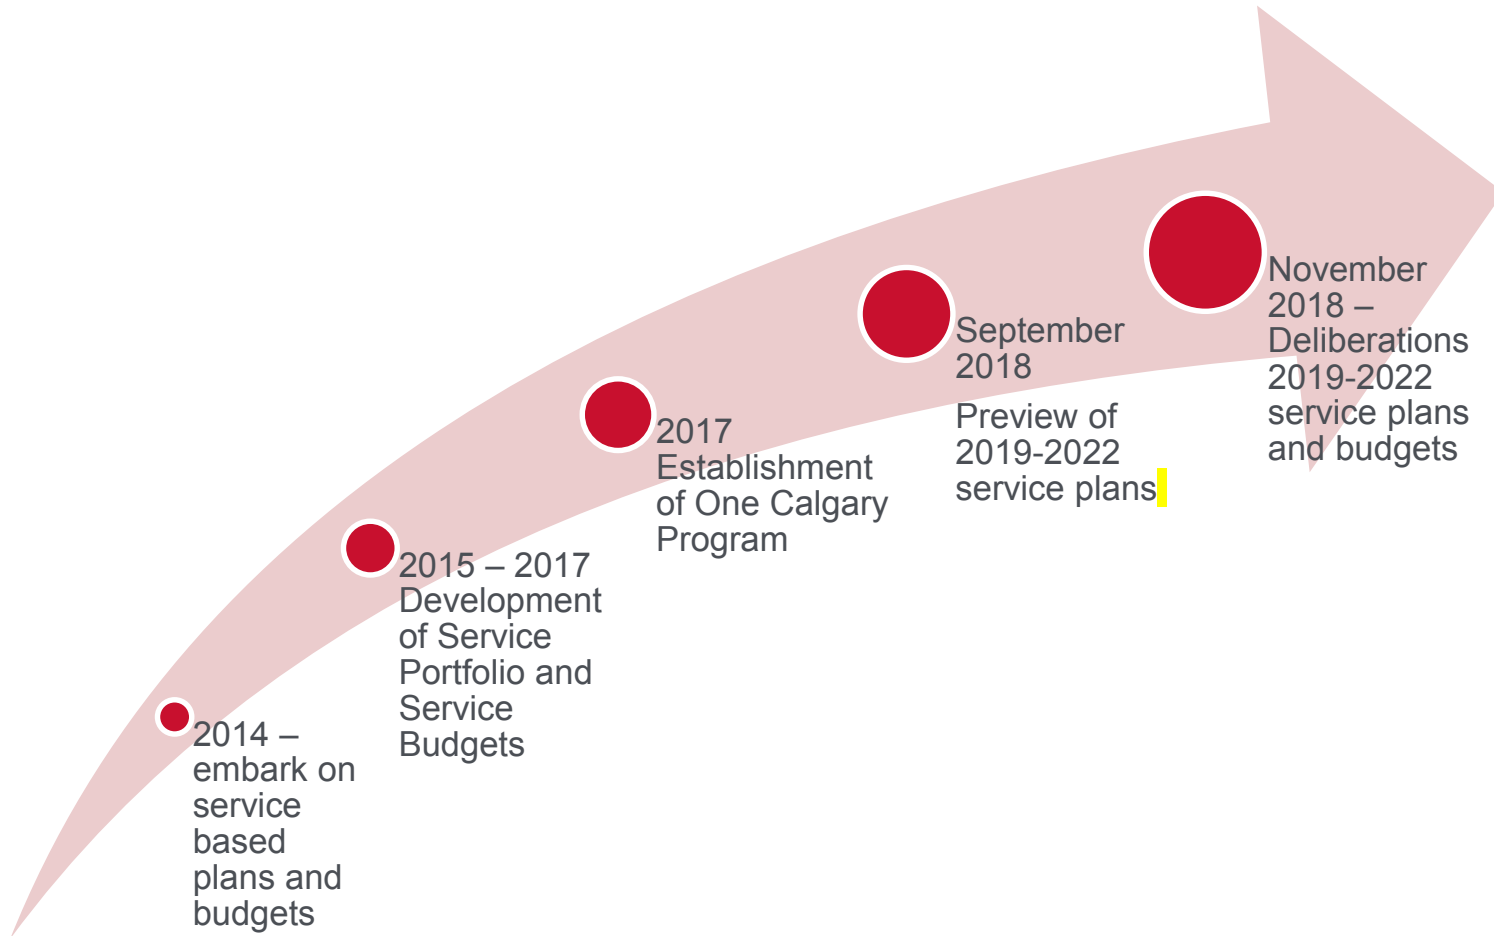 2014 –
embark on
service
based
plans and
budgets
2015 – 2017
Development
of Service
Portfolio and
Service
Budgets
2017
Establishment
of One Calgary
Program
September
2018
Preview of
2019-2022
service plans
November
2018 –
Deliberations
2019-2022
service plans
and budgets